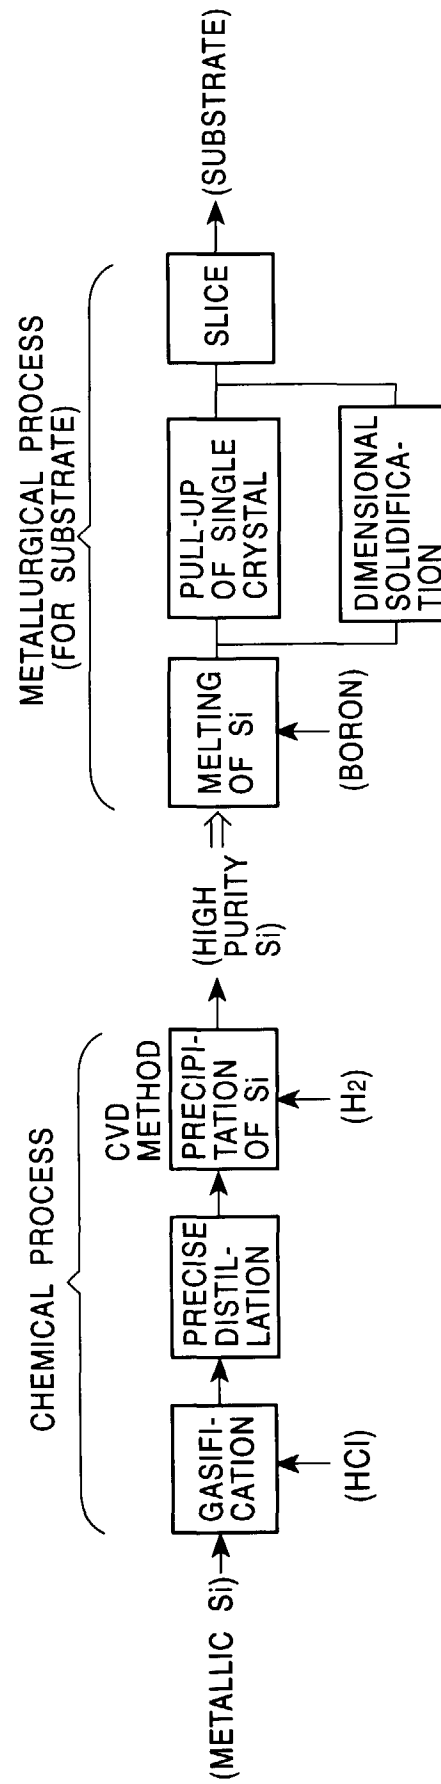 CHEMICAL PROCESS
(METALLIC Si)
GASIFI-
CATION
(HCl)
PRECISE
DISTIL-
LATION
CVD
METHOD
PRECIPI-
TATION
OF Si
(H2)
(HIGH
PURITY
Si)
METALLURGICAL PROCESS
(FOR SUBSTRATE)
MELTING
OF Si
(BORON)
PULL-UP
OF SINGLE
CRYSTAL
DIMENSIONAL
SOLIDIFICA-
TION
SLICE
(SUBSTRATE)